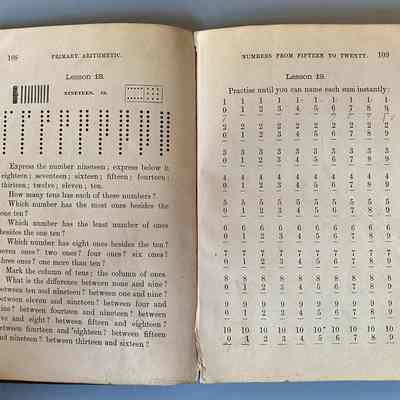 108 PRIMARY ARITHMETIC.
Lesson 18.
NINETEEN. 19.
Express the number nineteen; express below it
eighteen; seventeen; sixteen; fifteen; fourteen;
thirteen; twelve; eleven; ten.
How many tens has each of these numbers?
Which number has the most ones besides the
one ten?
Which number has the least number of ones
besides the one ten?
Which number has eight ones besides the ten?
seven ones? two ones? four ones? six ones?
three ones? one more than ten?
Mark the column of tens; the column of ones.
What is the difference between none and nine?
between ten and nineteen? between one and nine?
between eleven and nineteen? between four and
nine? between fourteen and nineteen? between
five and eight? between fifteen and eighteen?
between fourteen and eighteen? between fifteen
and nineteen? between thirteen and sixteen?
NUMBERS FROM FIFTEEN TO TWENTY. 109
Lesson 19.
Practise until you can name each sum instantly:
1 1 1 1 1 1 1 1 1 1
0 1 2 3 4 5 6 7 8 9
2 2 2 2 2 2 2 2 2 2
0 1 2 3 4 5 6 7 8 9
3 3 3 3 3 3 3 3 3 3
0 1 2 3 4 5 6 7 8 9
4 4 4 4 4 4 4 4 4 4
0 1 2 3 4 5 6 7 8 9
5 5 5 5 5 5 5 5 5 5
0 1 2 3 4 5 6 7 8 9
6 6 6 6 6 6 6 6 6 6
0 1 2 3 4 5 6 7 8 9
7 7 7 7 7 7 7 7 7 7
0 1 2 3 4 5 6 7 8 9
8 8 8 8 8 8 8 8 8 8
0 1 2 3 4 5 6 7 8 9
9 9 9 9 9 9 9 9 9 9
0 1 2 3 4 5 6 7 8 9
10 10 10 10 10 10 10 10 10 10
0 1 2 3 4 5 6 7 8 9